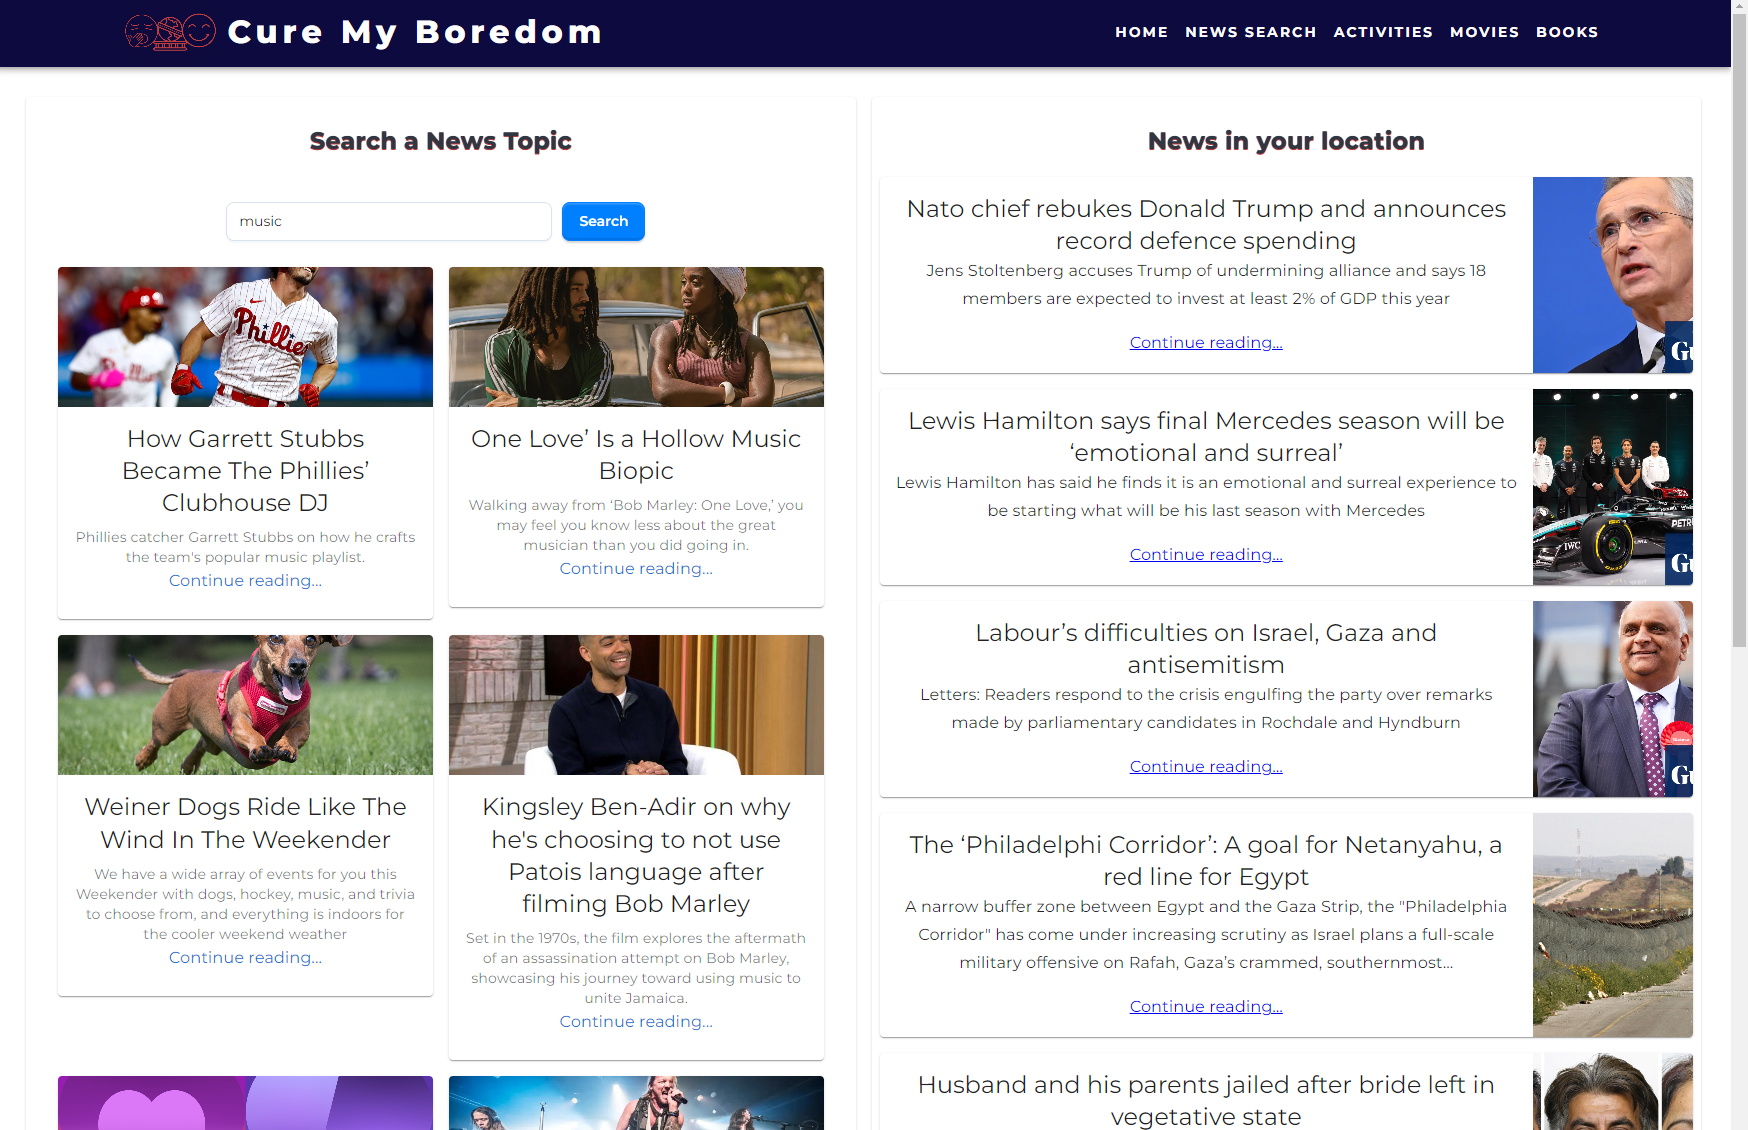 Cure My Boredom
HOME NEWS SEARCH ACTIVITIES MOVIES BOOKS
Search a News Topic
music
Search
Phillies
How Garrett Stubbs
Became The Phillies’
Clubhouse DJ
Phillies catcher Garrett Stubbs on how he crafts
the team's popular music playlist.
Continue reading...
One Love’ Is a Hollow Music
Biopic
Walking away from ‘Bob Marley: One Love,’ you
may feel you know less about the great
musician than you did going in.
Continue reading...
Weiner Dogs Ride Like The
Wind In The Weekender
We have a wide array of events for you this
Weekender with dogs, hockey, music, and trivia
to choose from, and everything is indoors for
the cooler weekend weather
Continue reading...
Kingsley Ben-Adir on why
he's choosing to not use
Patois language after
filming Bob Marley
Set in the 1970s, the film explores the aftermath
of an assassination attempt on Bob Marley,
showcasing his journey toward using music to
unite Jamaica.
Continue reading...
News in your location
Nato chief rebukes Donald Trump and announces
record defence spending
Jens Stoltenberg accuses Trump of undermining alliance and says 18
members are expected to invest at least 2% of GDP this year
Continue reading...
Gu
Lewis Hamilton says final Mercedes season will be
‘emotional and surreal’
Lewis Hamilton has said he finds it is an emotional and surreal experience to
be starting what will be his last season with Mercedes
Continue reading...
IWC
PETR
Gu
Labour’s difficulties on Israel, Gaza and
antisemitism
Letters: Readers respond to the crisis engulfing the party over remarks
made by parliamentary candidates in Rochdale and Hyndburn
Continue reading...
Gu
The ‘Philadelphi Corridor’: A goal for Netanyahu, a
red line for Egypt
A narrow buffer zone between Egypt and the Gaza Strip, the "Philadelphia
Corridor" has come under increasing scrutiny as Israel plans a full-scale
military offensive on Rafah, Gaza’s crammed, southernmost...
Continue reading...
Husband and his parents jailed after bride left in
vegetative state